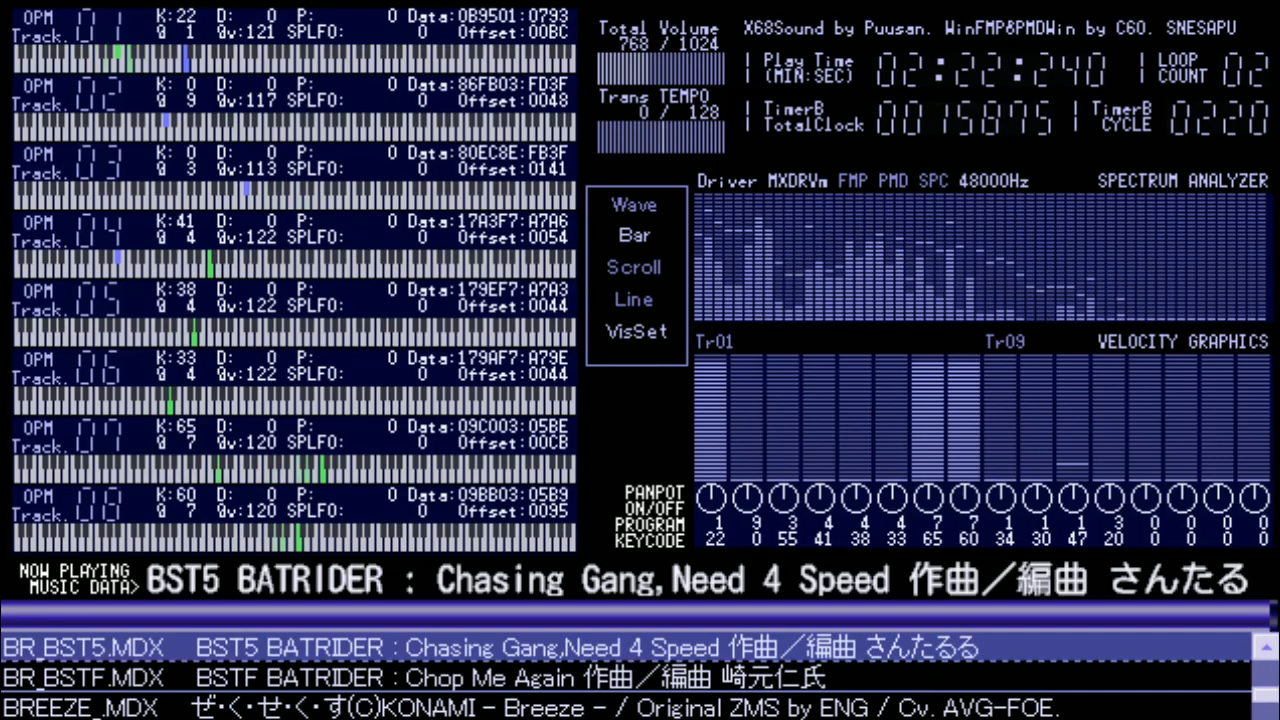 OPM 01 K:22 D: 0 P: 0 Data:0B9501:0793
Track. @ 1 @v:121 SPLFO: 0 Offset:00BC
OPM 02 K: 0 D: 0 P: 0 Data:86FB03:FD3F
Track. @ 9 @v:117 SPLFO: 0 Offset:0048
OPM 03 K: 0 D: 0 P: 0 Data:80EC8E:FB3F
Track. @ 3 @v:113 SPLFO: 0 Offset:0141
OPM 04 K:41 D: 0 P: 0 Data:17A3F7:A7A6
Track. @ 4 @v:122 SPLFO: 0 Offset:0054
OPM 05 K:38 D: 0 P: 0 Data:179EF7:A7A3
Track. @ 4 @v:122 SPLFO: 0 Offset:0044
OPM 06 K:33 D: 0 P: 0 Data:179AF7:A79E
Track. @ 4 @v:122 SPLFO: 0 Offset:0044
OPM 07 K:65 D: 0 P: 0 Data:09C003:05BE
Track. @ 7 @v:120 SPLFO: 0 Offset:00CB
OPM 08 K:60 D: 0 P: 0 Data:09BB03:05B9
Track. @ 7 @v:120 SPLFO: 0 Offset:0095
Total Volume
768 / 1024
Trans TEMPO
0 / 128
X68Sound by Puusan. WinFMP&PMDWin by C60. SNESAPU
Play Time
(MIN:SEC) 02:22:240 LOOP
COUNT 02
TimerB
TotalClock 0015875 TimerB
CYCLE 0220
Wave
Bar
Scroll
Line
VisSet
Driver MXDRVm FMP PMD SPC 48000Hz SPECTRUM ANALYZER
Tr01 Tr09 VELOCITY GRAPHICS
PANPOT
ON/OFF
PROGRAM 1 9 3 4 4 4 7 7 1 1 1 3 0 0 0 0
KEYCODE 22 0 55 41 38 33 65 60 34 30 47 20 0 0 0 0
NOW PLAYING
MUSIC DATA> BST5 BATRIDER : Chasing Gang,Need 4 Speed 作曲／編曲 さんたる
BR_BST5.MDX BST5 BATRIDER : Chasing Gang,Need 4 Speed 作曲／編曲 さんたるる
BR_BSTF.MDX BSTF BATRIDER : Chop Me Again 作曲／編曲 崎元仁氏
BREEZE_.MDX ぜ・く・せ・く・す(C)KONAMI - Breeze - / Original ZMS by ENG / Cv. AVG-FOE.